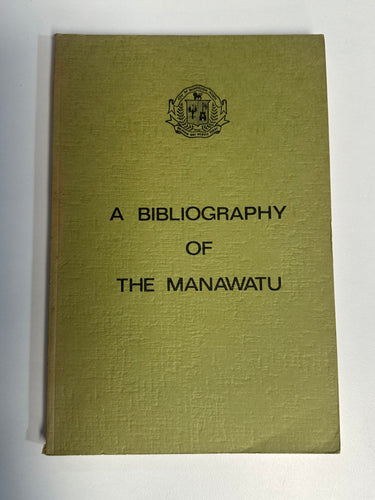 A BIBLIOGRAPHY
OF
THE MANAWATU